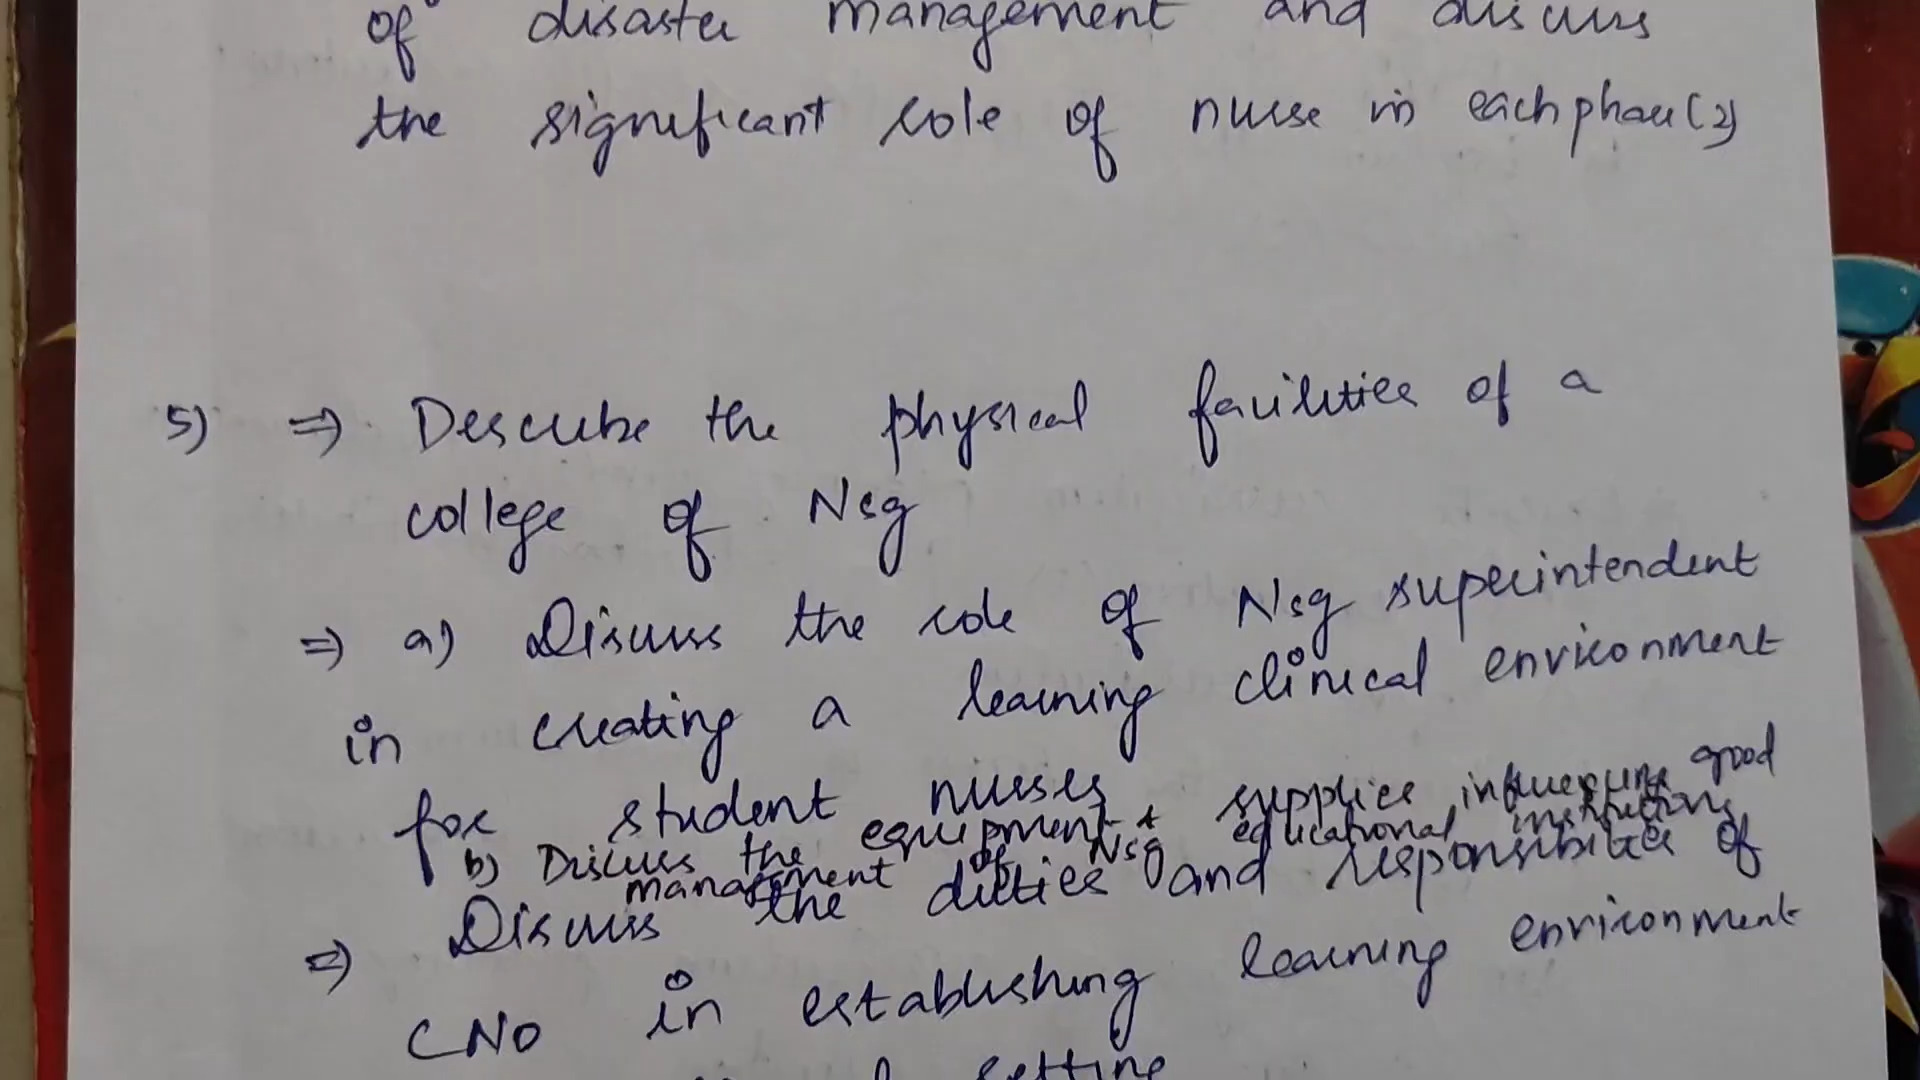 of disaster management and discuss
the significant role of nurse in each phase (2)
5) ⇒ Describe the physical facilities of a
college of Nsg
⇒ a) Discuss the role of Nsg superintendent
in creating a learning clinical environment
for student nurses
b) Discuss the equipment & supplies influencing good
management of Nsg educational institutions
⇒ Discuss the duties and responsibilities of
CNO in establishing learning environment
setting